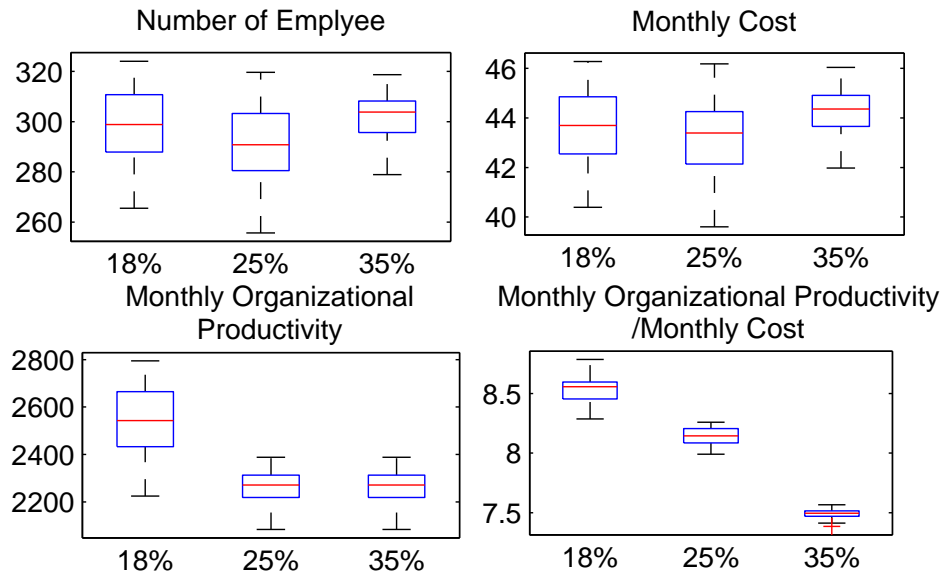 Number of Emplyee
320
300
280
260
18% 25% 35%
Monthly Cost
46
44
42
40
18% 25% 35%
Monthly Organizational
Productivity
2800
2600
2400
2200
18% 25% 35%
Monthly Organizational Productivity
/Monthly Cost
8.5
8
7.5
18% 25% 35%